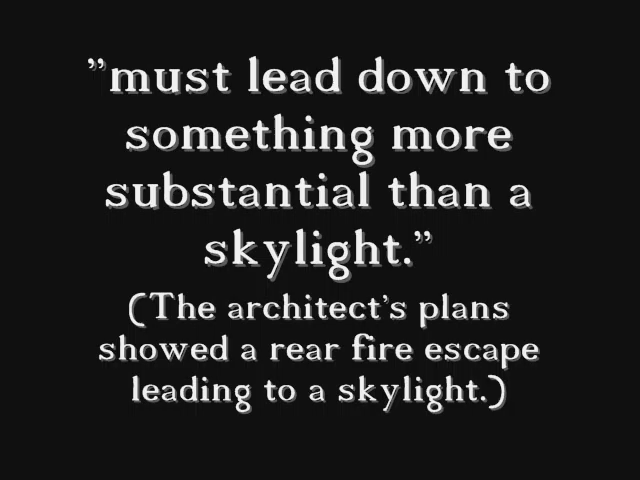 ”must lead down to
something more
substantial than a
skylight.”
(The architect’s plans
showed a rear fire escape
leading to a skylight.)